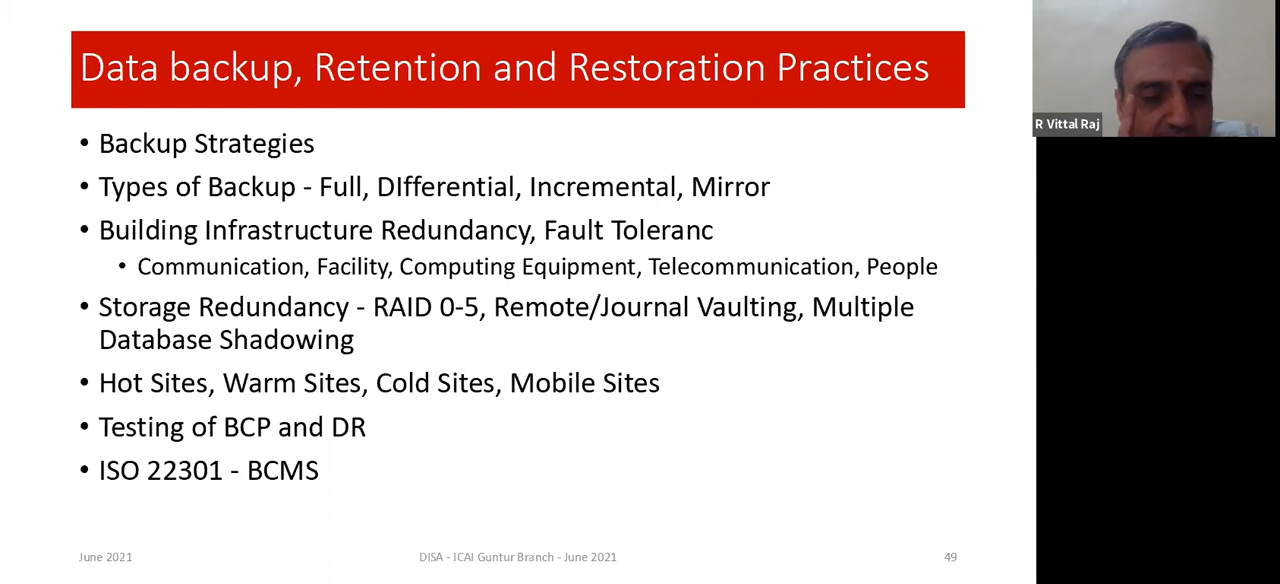 Data backup, Retention and Restoration Practices
R Vittal Raj
• Backup Strategies
• Types of Backup - Full, DIfferential, Incremental, Mirror
• Building Infrastructure Redundancy, Fault Toleranc
• Communication, Facility, Computing Equipment, Telecommunication, People
• Storage Redundancy - RAID 0-5, Remote/Journal Vaulting, Multiple
Database Shadowing
• Hot Sites, Warm Sites, Cold Sites, Mobile Sites
• Testing of BCP and DR
• ISO 22301 - BCMS
June 2021
DISA - ICAI Guntur Branch - June 2021
49